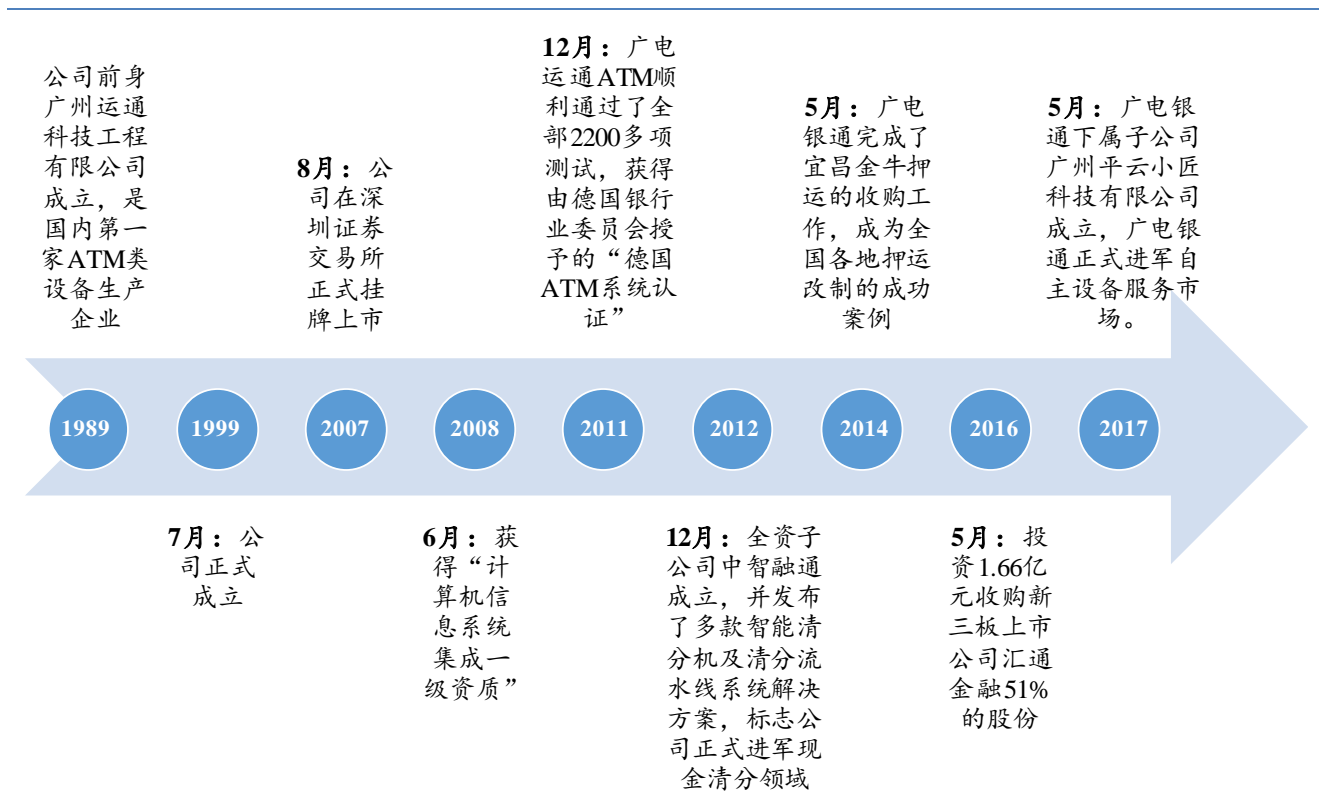 公司前身
广州运通
科技工程
有限公司
成立，是
国内第一
家ATM类
设备生产
企业
8月：公
司在深
圳证券
交易所
正式挂
牌上市
12月：广电
运通ATM顺
利通过了全
部2200多项
测试，获得
由德国银行
业委员会授
予的“德国
ATM系统认
证”
5月：广电
银通完成了
宜昌金牛押
运的收购工
作，成为全
国各地押运
改制的成功
案例
5月：广电银
通下属子公司
广州平云小匠
科技有限公司
成立，广电银
通正式进军自
主设备服务市
场。
1989
1999
2007
2008
2011
2012
2014
2016
2017
7月：公
司正式
成立
6月：获
得“计
算机信
息系统
集成一
级资质”
12月：全资子
公司中智融通
成立，并发布
了多款智能清
分机及清分流
水线系统解决
方案，标志公
司正式进军现
金清分领域
5月：投
资1.66亿
元收购新
三板上市
公司汇通
金融51%
的股份